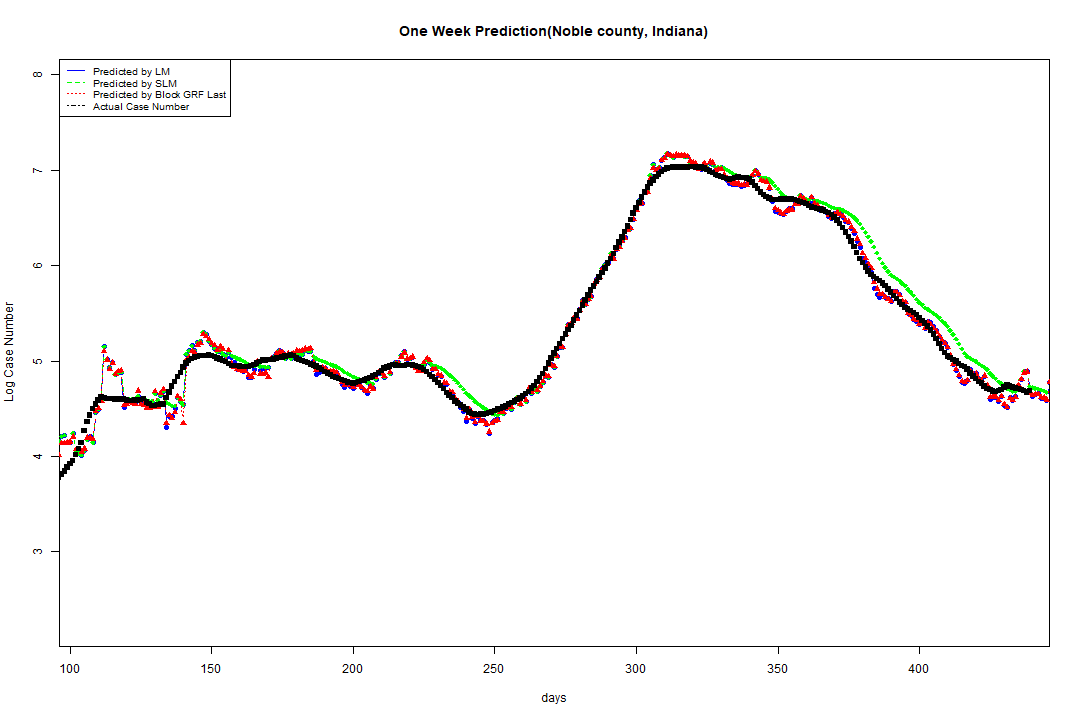 One Week Prediction(Noble county, Indiana)
Predicted by LM
Predicted by SLM
Predicted by Block GRF Last
Actual Case Number
Log Case Number
8
7
6
5
4
3
100 150 200 250 300 350 400
days